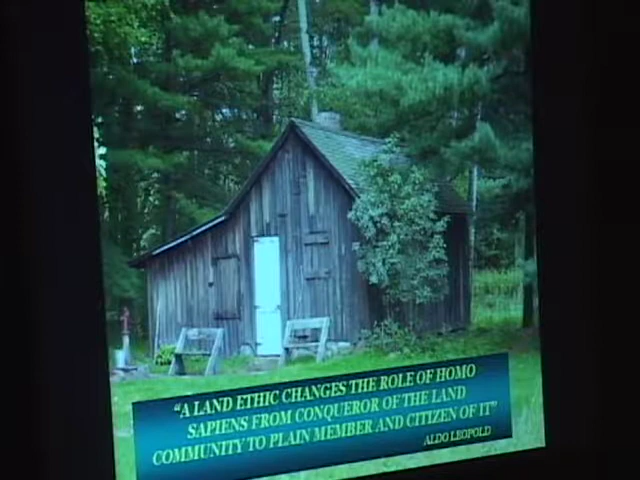 "A LAND ETHIC CHANGES THE ROLE OF HOMO
SAPIENS FROM CONQUEROR OF THE LAND
COMMUNITY TO PLAIN MEMBER AND CITIZEN OF IT"
ALDO LEOPOLD